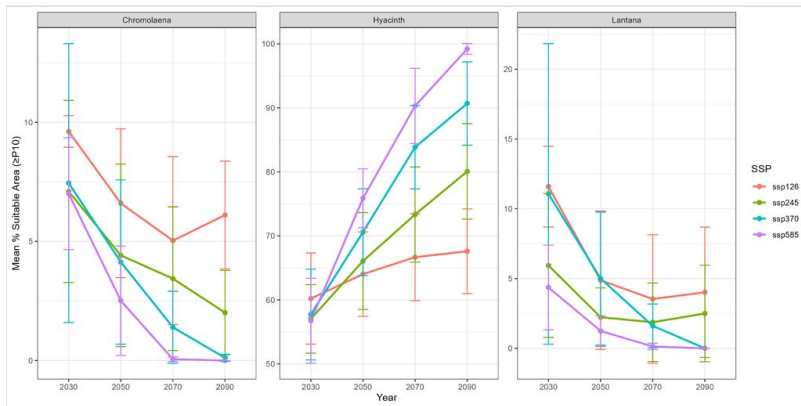 Chromolaena
Hyacinth
Lantana
Mean % Suitable Area (≥P10)
10
5
0
100
90
80
70
60
50
20
15
10
5
0
2030 2050 2070 2090
2030 2050 2070 2090
2030 2050 2070 2090
Year
SSP
ssp126
ssp245
ssp370
ssp585